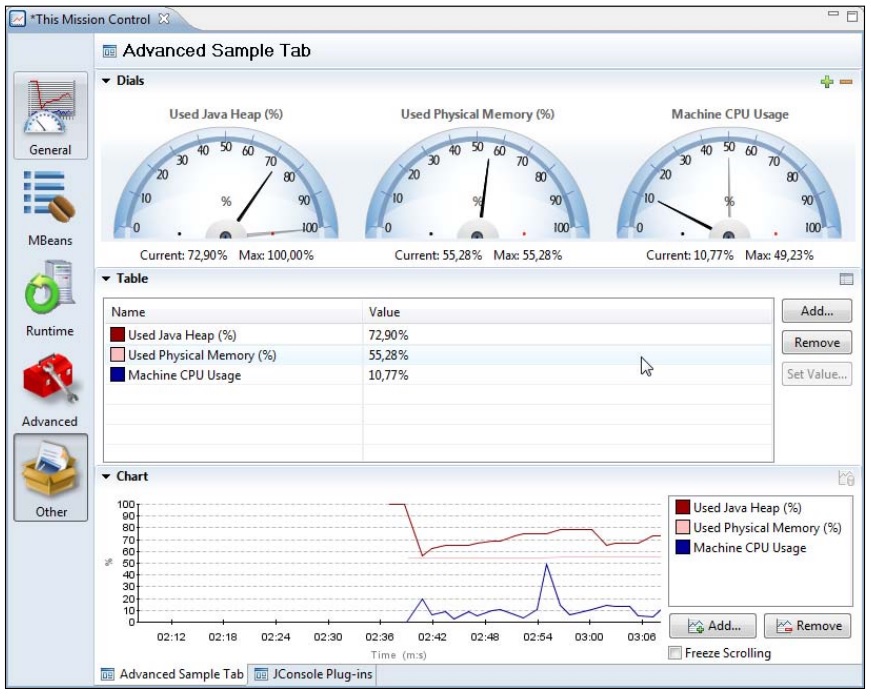 *This Mission Control
Advanced Sample Tab
General
MBeans
Runtime
Advanced
Other
Dials
Used Java Heap (%)
0 10 20 30 40 50 60 70 80 90 100
%
Current: 72,90% Max: 100,00%
Used Physical Memory (%)
0 10 20 30 40 50 60 70 80 90 100
%
Current: 55,28% Max: 55,28%
Machine CPU Usage
0 10 20 30 40 50 60 70 80 90 100
%
Current: 10,77% Max: 49,23%
Table
Name Value
Used Java Heap (%) 72,90%
Used Physical Memory (%) 55,28%
Machine CPU Usage 10,77%
Add...
Remove
Set Value...
Chart
100
90
80
70
60
50
40
30
20
10
0
%
02:12 02:18 02:24 02:30 02:36 02:42 02:48 02:54 03:00 03:06
Time (m:s)
Used Java Heap (%)
Used Physical Memory (%)
Machine CPU Usage
Add... Remove
Freeze Scrolling
Advanced Sample Tab JConsole Plug-ins